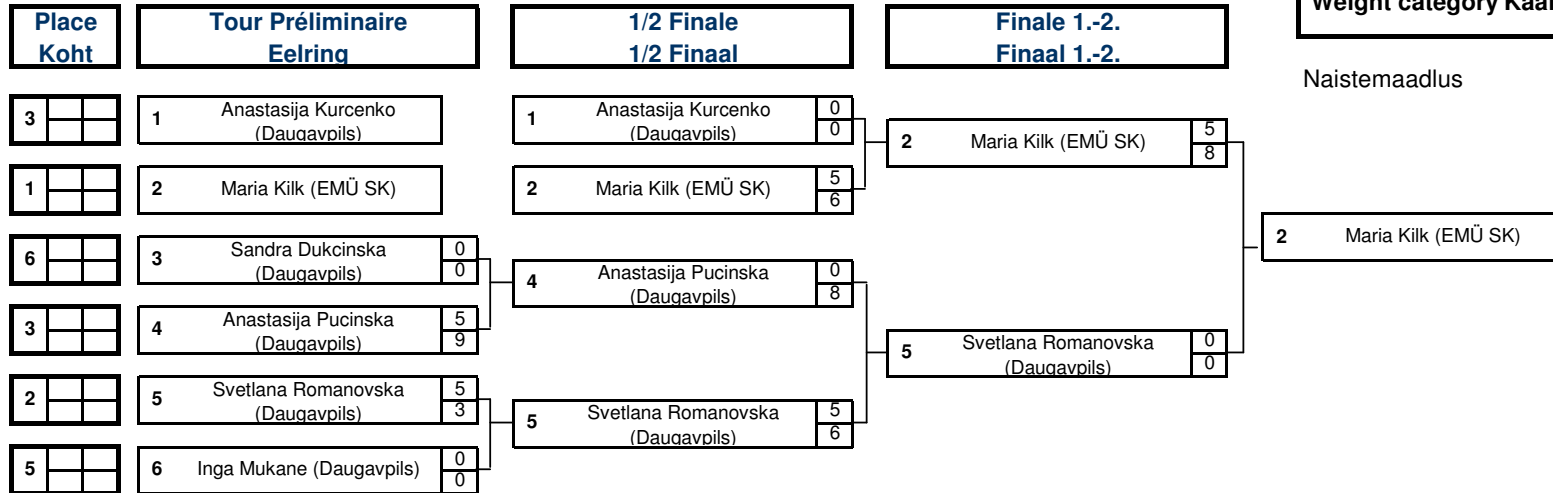 Place
Koht
Tour Préliminaire
Eelring
1/2 Finale
1/2 Finaal
Finale 1.-2.
Finaal 1.-2.
Weight category
Naistemaadlus
3
1
Anastasija Kurcenko
(Daugavpils)
1
Anastasija Kurcenko
(Daugavpils)
0
0
2
Maria Kilk (EMÜ SK)
5
8
1
2
Maria Kilk (EMÜ SK)
2
Maria Kilk (EMÜ SK)
5
6
2
Maria Kilk (EMÜ SK)
6
3
Sandra Dukcinska
(Daugavpils)
0
0
4
Anastasija Pucinska
(Daugavpils)
0
8
3
4
Anastasija Pucinska
(Daugavpils)
5
9
5
Svetlana Romanovska
(Daugavpils)
0
0
2
5
Svetlana Romanovska
(Daugavpils)
5
3
5
Svetlana Romanovska
(Daugavpils)
5
6
5
6
Inga Mukane (Daugavpils)
0
0